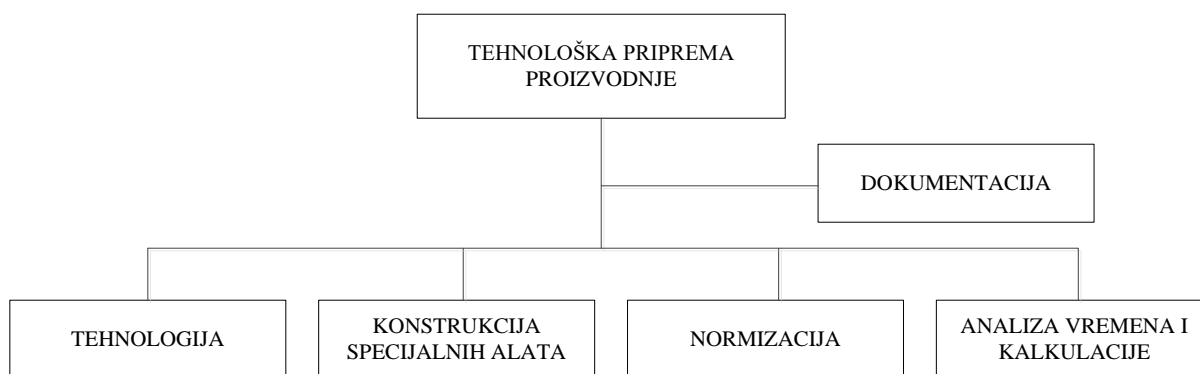 TEHNOLOŠKA PRIPREMA
PROIZVODNJE
DOKUMENTACIJA
TEHNOLOGIJA
KONSTRUKCIJA
SPECIJALNIH ALATA
NORMIZACIJA
ANALIZA VREMENA I
KALKULACIJE